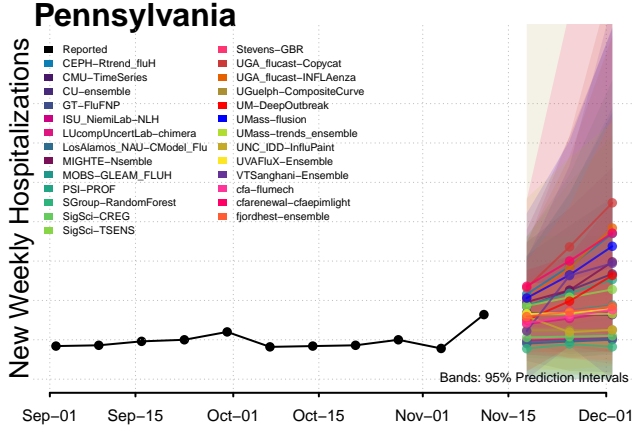 Pennsylvania
New Weekly Hospitalizations
Reported
CEPH−Rtrend_fluH
CMU−TimeSeries
CU−ensemble
GT−FluFNP
ISU_NiemiLab−NLH
LUcompUncertLab−chimera
LosAlamos_NAU−CModel_Flu
MIGHTE−Nsemble
MOBS−GLEAM_FLUH
PSI−PROF
SGroup−RandomForest
SigSci−CREG
SigSci−TSENS
Stevens−GBR
UGA_flucast−Copycat
UGA_flucast−INFLAenza
UGuelph−CompositeCurve
UM−DeepOutbreak
UMass−flusion
UMass−trends_ensemble
UNC_IDD−InfluPaint
UVAFluX−Ensemble
VTSanghani−Ensemble
cfa−flumech
cfarenewal−cfaepimlight
fjordhest−ensemble
Bands: 95% Prediction Intervals
Sep−01 Sep−15 Oct−01 Oct−15 Nov−01 Nov−15 Dec−01